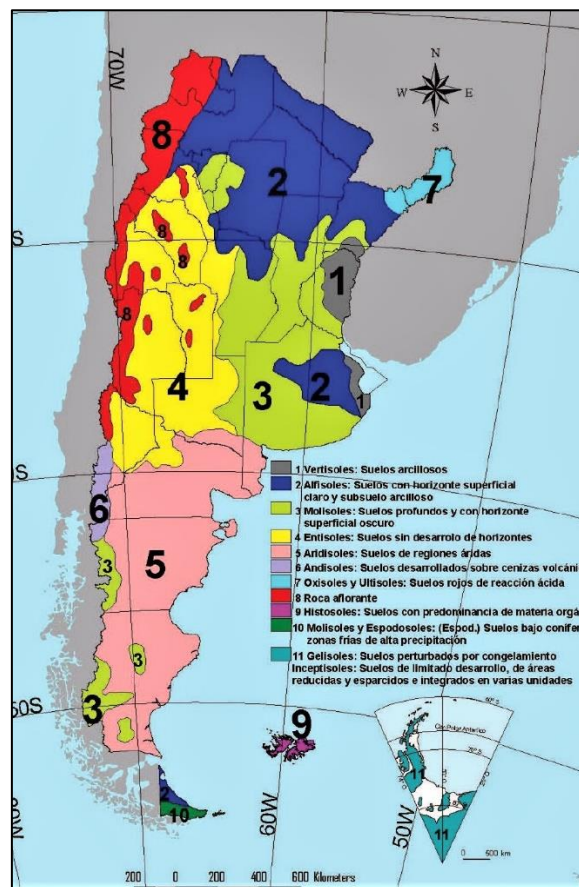 70W
N
W E
S
8
2
7
8
8
1
8
4
3
2
1
6
5
3
3
3
1 Vertisoles: Suelos arcillosos
2 Alfisoles: Suelos con horizonte superficial
claro y subsuelo arcilloso
3 Molisoles: Suelos profundos y con horizonte
superficial oscuro
4 Entisoles: Suelos sin desarrolo de horizontes
5 Aridisoles: Suelos de regiones áridas
6 Andisoles: Suelos desarrollados sobre cenizas volcáni
7 Oxisoles y Ultisoles: Suelos rojos de reacción ácida
8 Roca aflorante
9 Histosoles: Suelos con predominancia de materia orgá
10 Molisoles y Espodosoles: (Espod.) Suelos bajo conifer
zonas frías de alta precipitación
11 Gelisoles: Suelos perturbados por congelamiento
Inceptisoles: Suelos de limitado desarrollo, de áreas
reducidas y esparcidos e integrados en varias unidades
50S
9
2
10
60W
50W
11
11
0 500 km
200 0 200 400 600 Kilometers